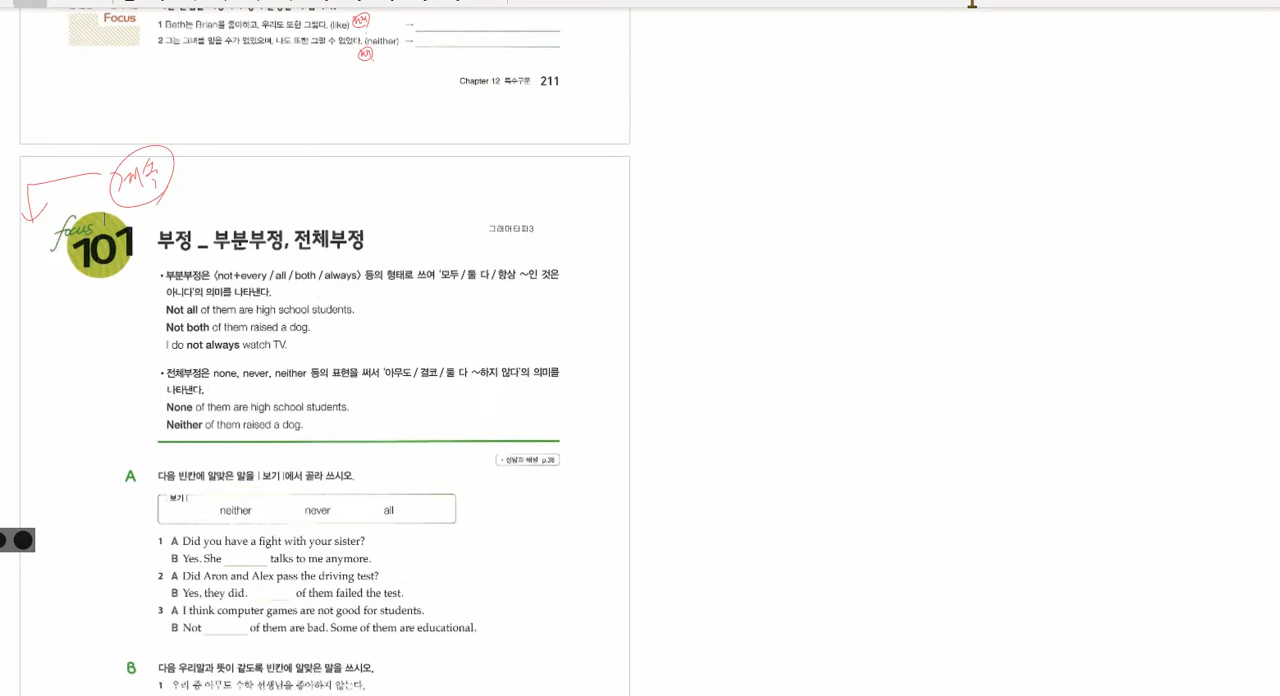 Focus
1 Beth는 Brian을 좋아하고, 우리도 또한 그렇다. (like) →
2 그는 그녀를 믿을 수가 없었으며, 나도 또한 그럴 수 없었다. (neither) →
Chapter 12 특수구문 211
계속
focus 101
부정 _ 부분부정, 전체부정
그래머타파3
• 부분부정은 〈not+every / all / both / always〉 등의 형태로 쓰여 '모두 / 둘 다 / 항상 ~인 것은
아니다'의 의미를 나타낸다.
Not all of them are high school students.
Not both of them raised a dog.
I do not always watch TV.
• 전체부정은 none, never, neither 등의 표현을 써서 '아무도 / 결코 / 둘 다 ~하지 않다'의 의미를
나타낸다.
None of them are high school students.
Neither of them raised a dog.
• 정답과 해설 p.38
A 다음 빈칸에 알맞은 말을 |보기|에서 골라 쓰시오.
보기|
neither never all
1 A Did you have a fight with your sister?
B Yes. She ______ talks to me anymore.
2 A Did Aron and Alex pass the driving test?
B Yes, they did. ______ of them failed the test.
3 A I think computer games are not good for students.
B Not ______ of them are bad. Some of them are educational.
B 다음 우리말과 뜻이 같도록 빈칸에 알맞은 말을 쓰시오.
1 우리 중 아무도 수학 선생님을 좋아하지 않는다.